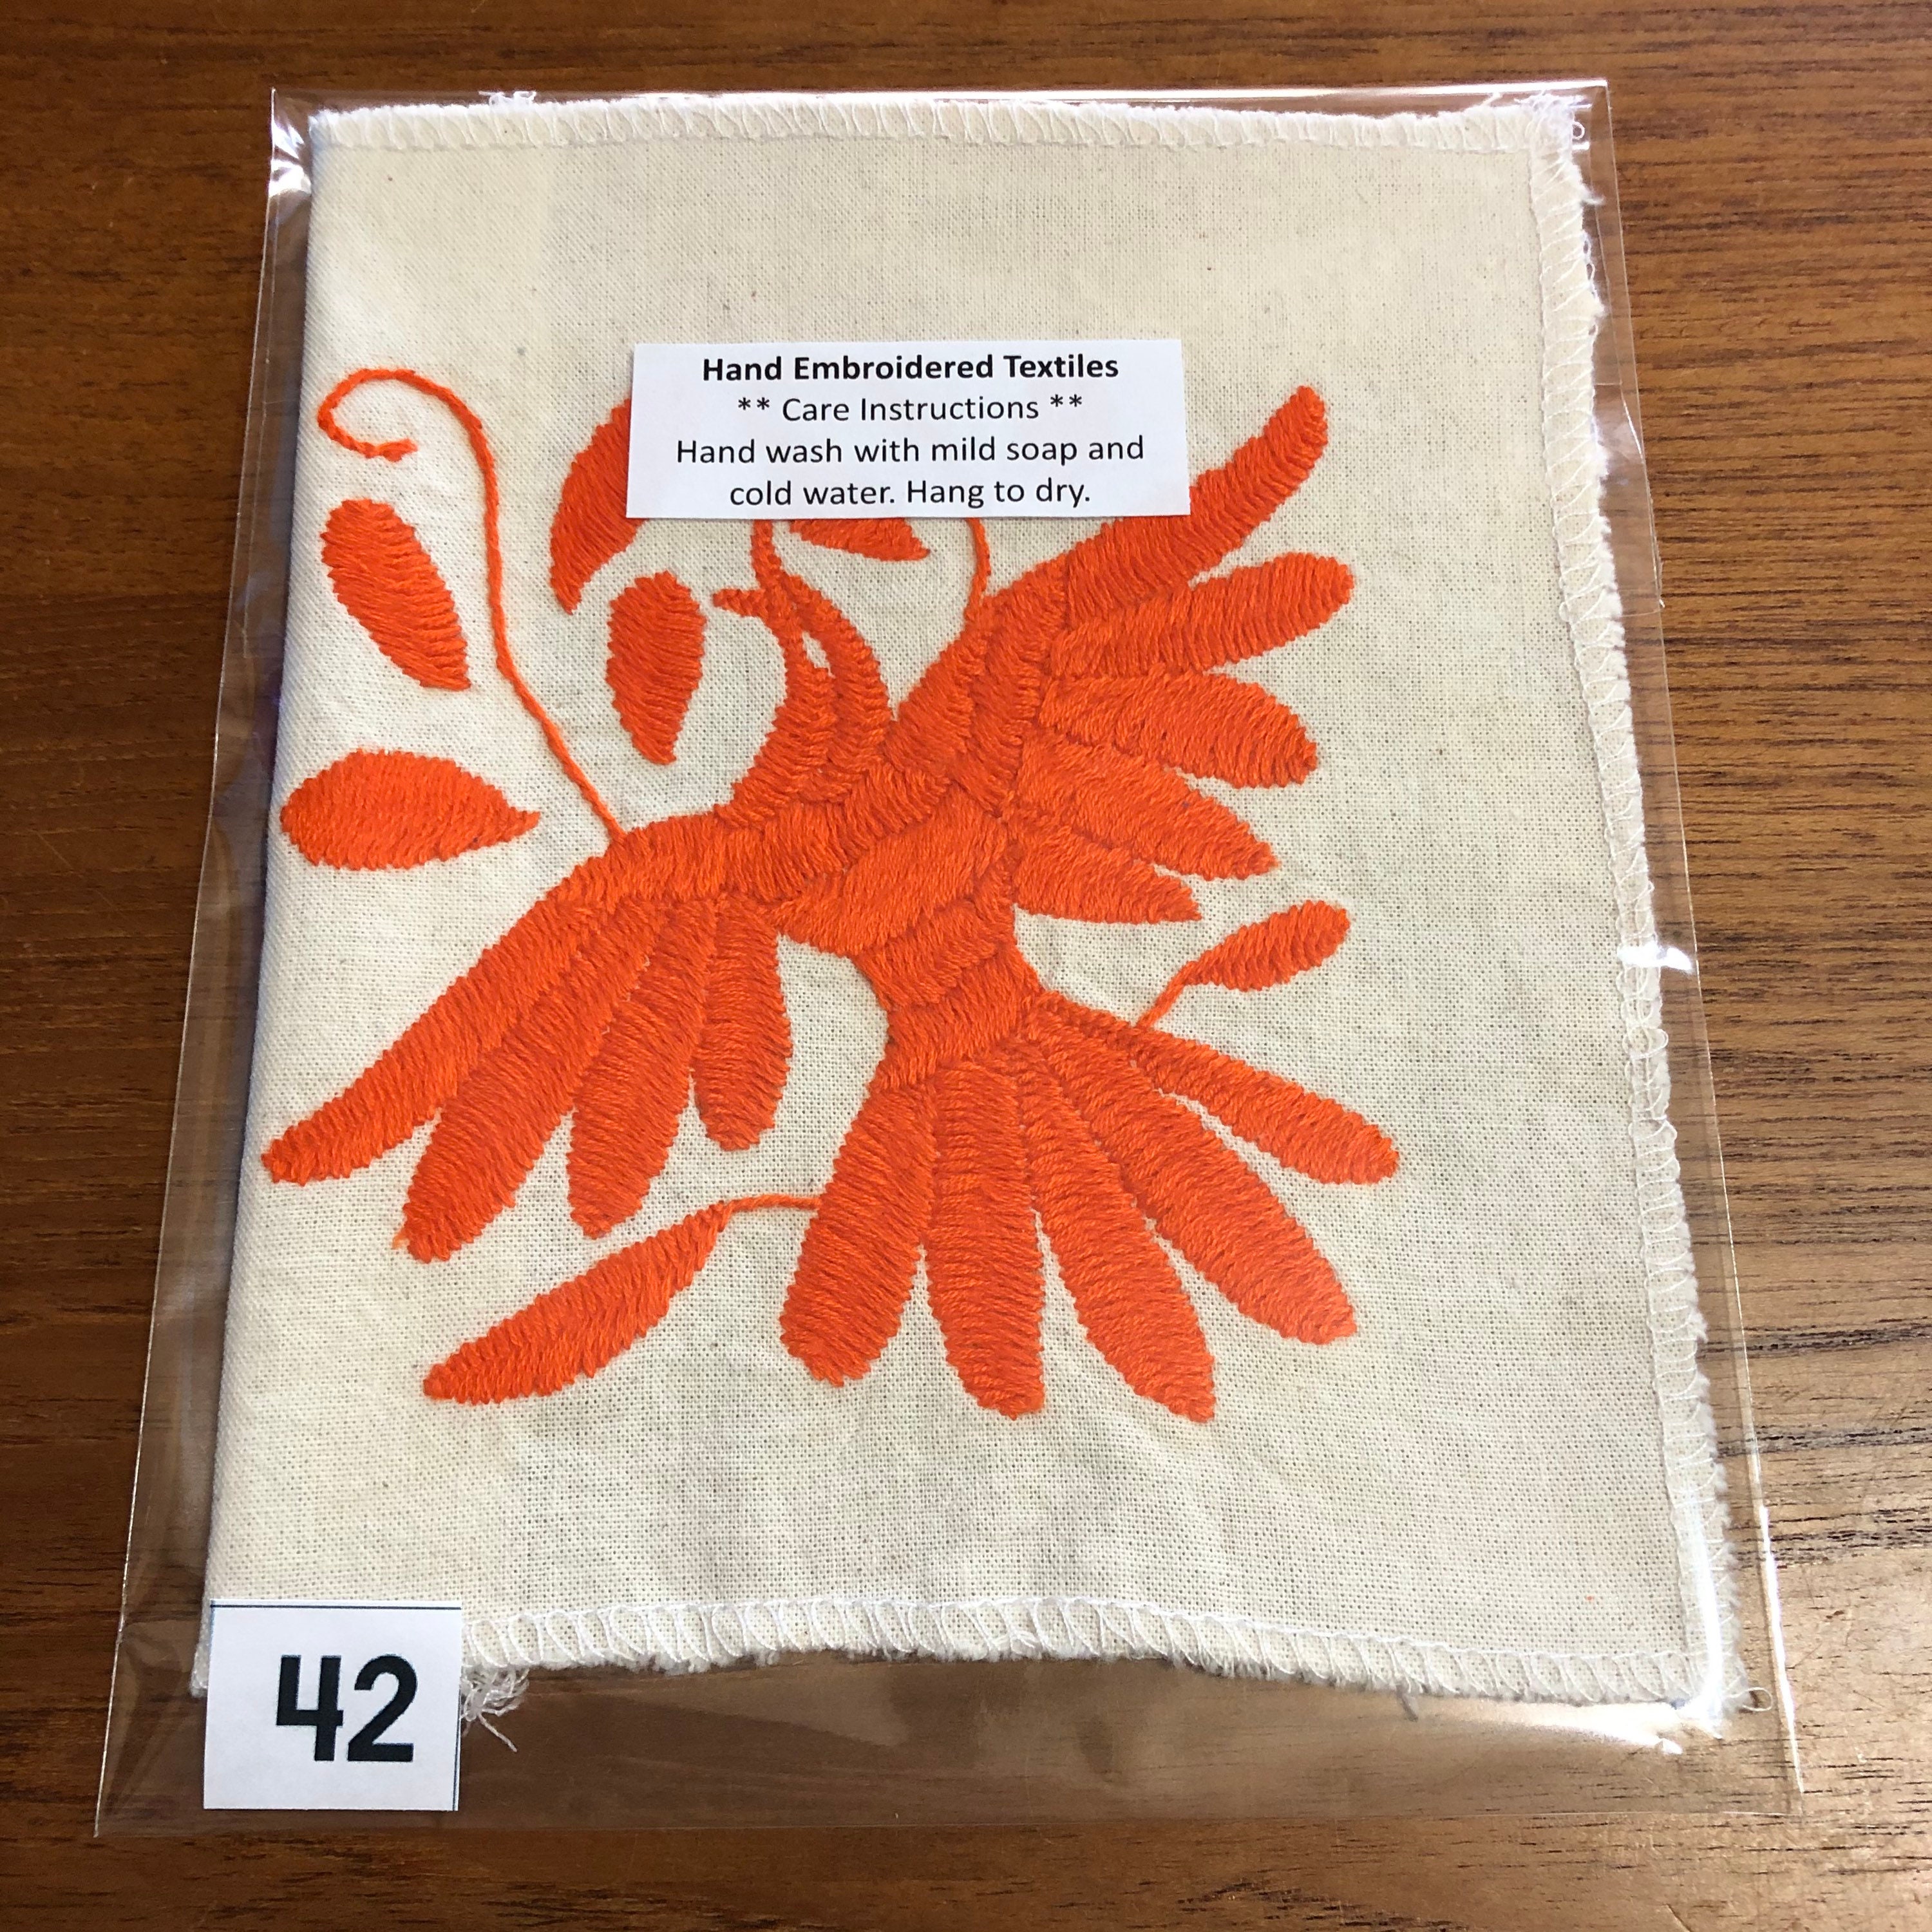 Hand Embroidered Textiles
** Care Instructions **
Hand wash with mild soap and
cold water. Hang to dry.
42